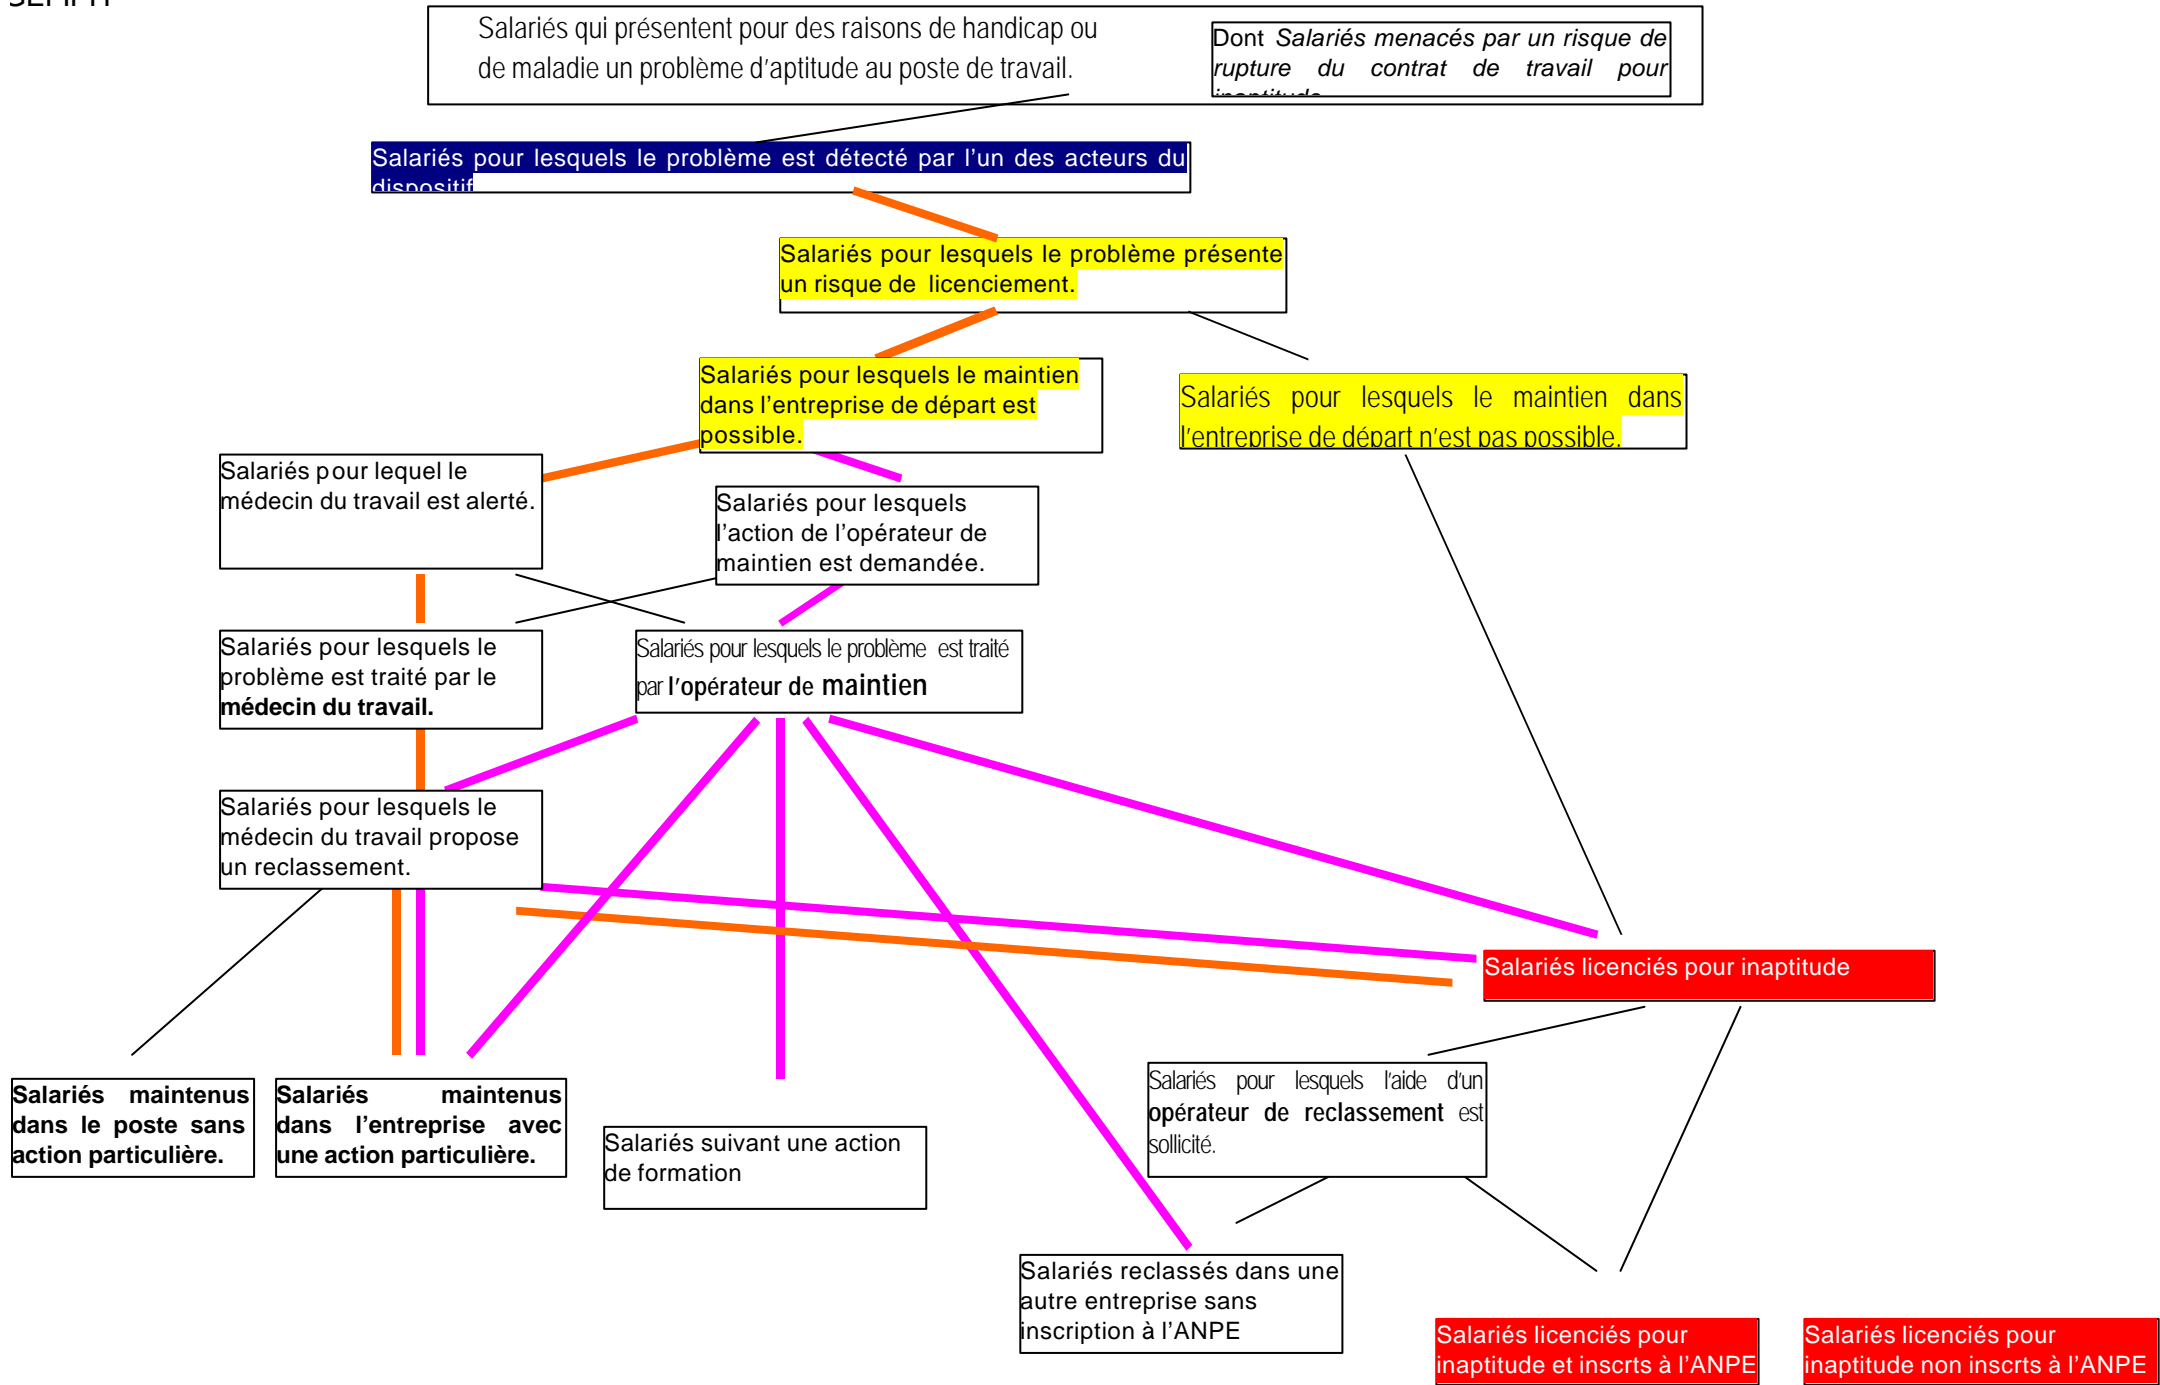 Salariés qui présentent pour des raisons de handicap ou
de maladie un problème d'aptitude au poste de travail.
Dont Salariés menacés par un risque de
rupture du contrat de travail pour
Salariés pour lesquels le problème est détecté par l'un des acteurs du
dispositif
Salariés pour lesquels le problème présente
un risque de licenciement.
Salariés pour lesquels le maintien
dans l'entreprise de départ est
possible.
Salariés pour lesquels le maintien dans
l'entreprise de départ n'est pas possible.
Salariés pour lequel le
médecin du travail est alerté.
Salariés pour lesquels
l'action de l'opérateur de
maintien est demandée.
Salariés pour lesquels le
problème est traité par le
médecin du travail.
Salariés pour lesquels le problème est traité
par l'opérateur de maintien
Salariés pour lesquels le
médecin du travail propose
un reclassement.
Salariés licenciés pour inaptitude
Salariés maintenus
dans le poste sans
action particulière.
Salariés maintenus
dans l'entreprise avec
une action particulière.
Salariés suivant une action
de formation
Salariés pour lesquels l'aide d'un
opérateur de reclassement est
sollicité.
Salariés reclassés dans une
autre entreprise sans
inscription à l'ANPE
Salariés licenciés pour
inaptitude et inscrts à l'ANPE
Salariés licenciés pour
inaptitude non inscrts à l'ANPE